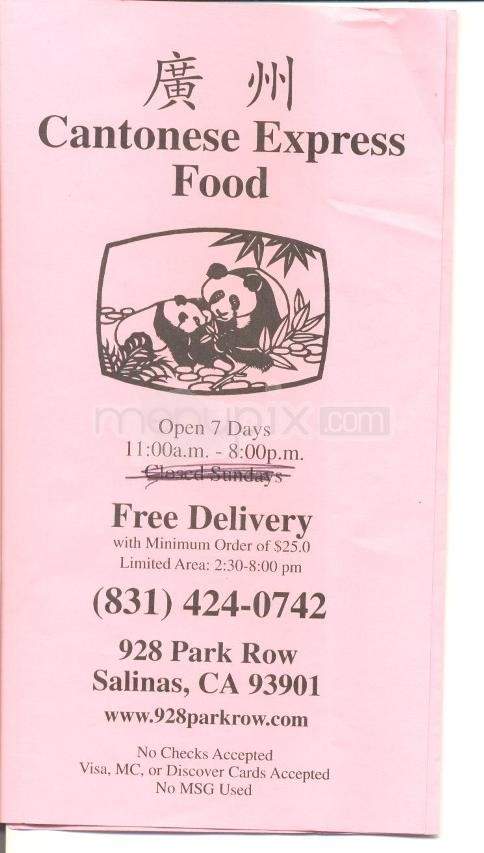 廣 州
Cantonese Express
Food
menupix.com
Open 7 Days
11:00a.m. - 8:00p.m.
Closed Sundays
Free Delivery
with Minimum Order of $25.0
Limited Area: 2:30-8:00 pm
(831) 424-0742
928 Park Row
Salinas, CA 93901
www.928parkrow.com
No Checks Accepted
Visa, MC, or Discover Cards Accepted
No MSG Used